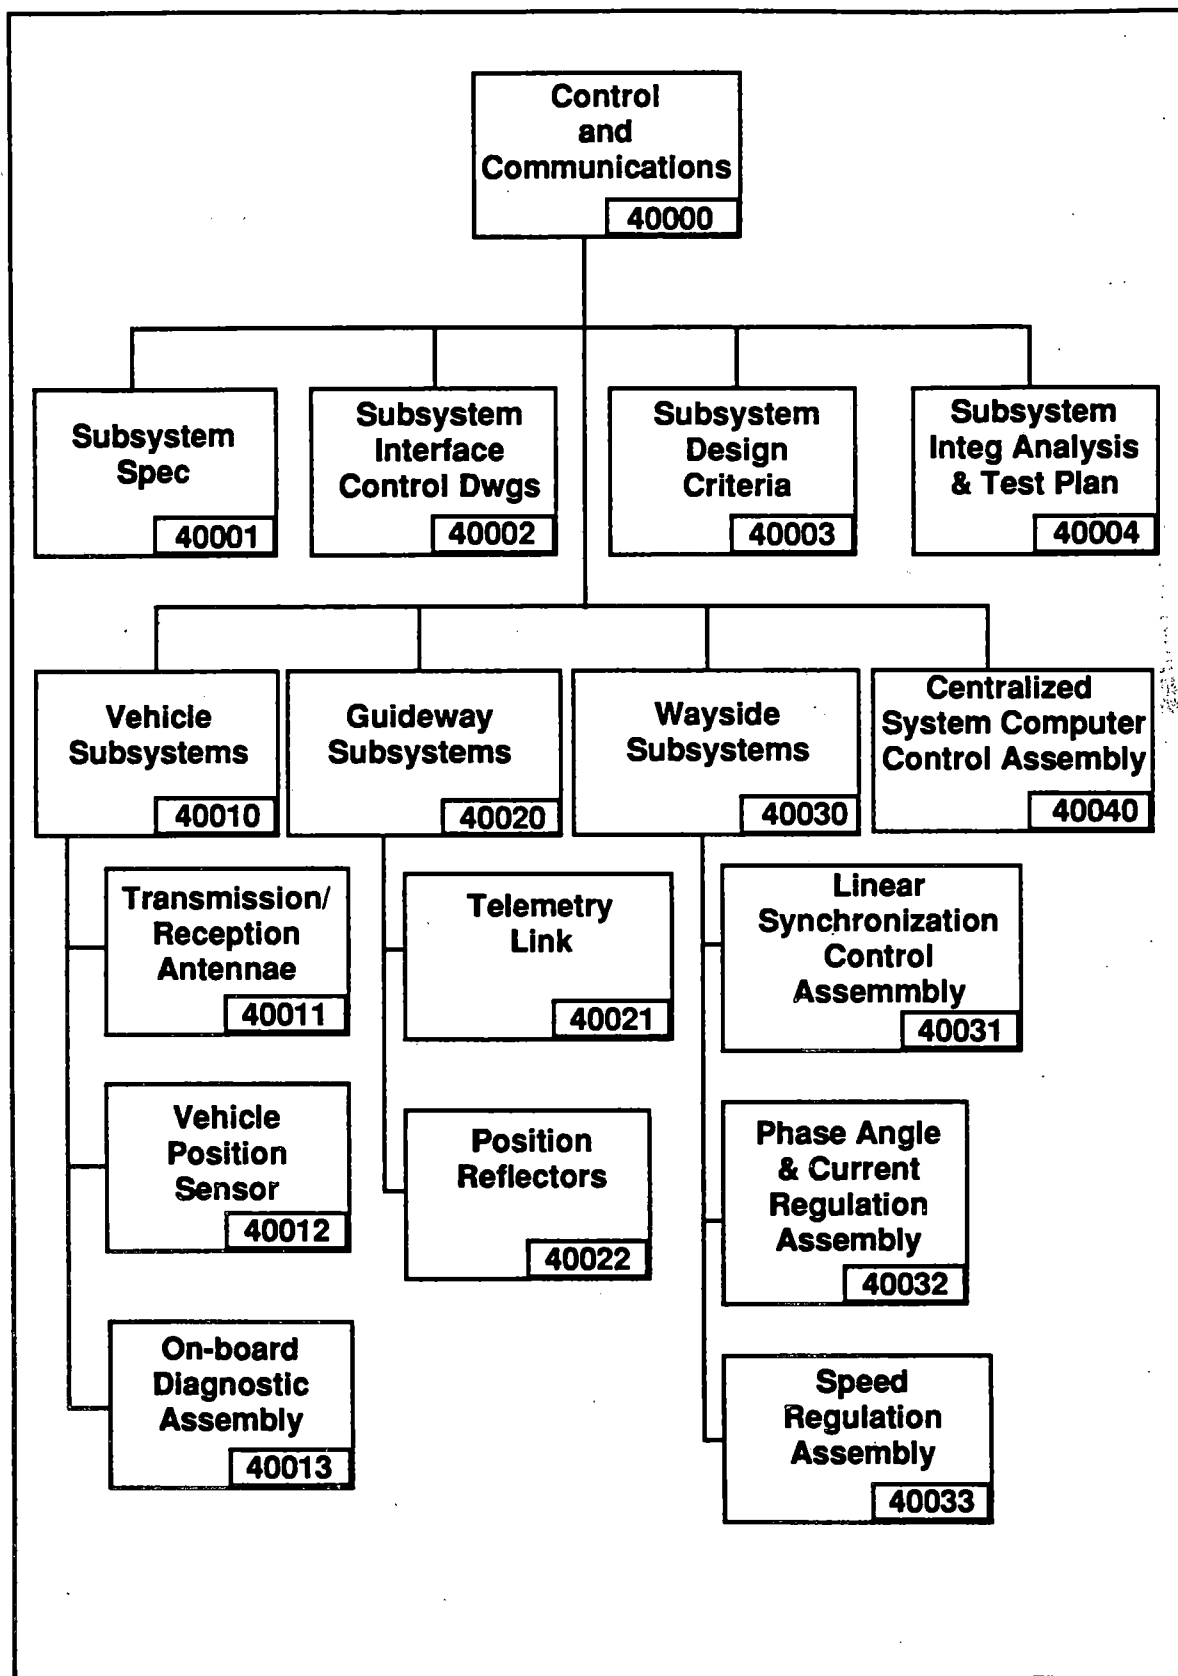 Control
and
Communications
40000
Subsystem
Spec
40001
Subsystem
Interface
Control Dwgs
40002
Subsystem
Design
Criteria
40003
Subsystem
Integ Analysis
& Test Plan
40004
Vehicle
Subsystems
40010
Guideway
Subsystems
40020
Wayside
Subsystems
40030
Centralized
System Computer
Control Assembly
40040
Transmission/
Reception
Antennae
40011
Vehicle
Position
Sensor
40012
On-board
Diagnostic
Assembly
40013
Telemetry
Link
40021
Position
Reflectors
40022
Linear
Synchronization
Control
Assemmbly
40031
Phase Angle
& Current
Regulation
Assembly
40032
Speed
Regulation
Assembly
40033